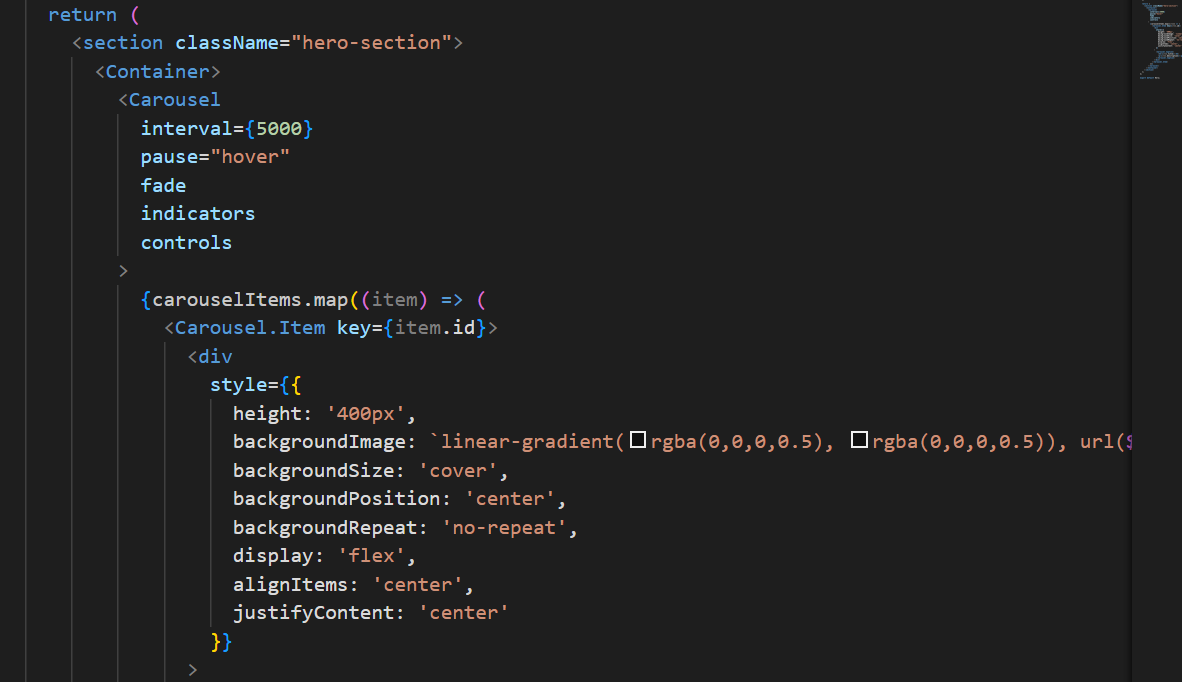 return (
<section className="hero-section">
<Container>
<Carousel
interval={5000}
pause="hover"
fade
indicators
controls
>
{carouselItems.map((item) => (
<Carousel.Item key={item.id}>
<div
style={{
height: '400px',
backgroundImage: `linear-gradient(rgba(0,0,0,0.5), rgba(0,0,0,0.5)), url($
backgroundSize: 'cover',
backgroundPosition: 'center',
backgroundRepeat: 'no-repeat',
display: 'flex',
alignItems: 'center',
justifyContent: 'center'
}}
>